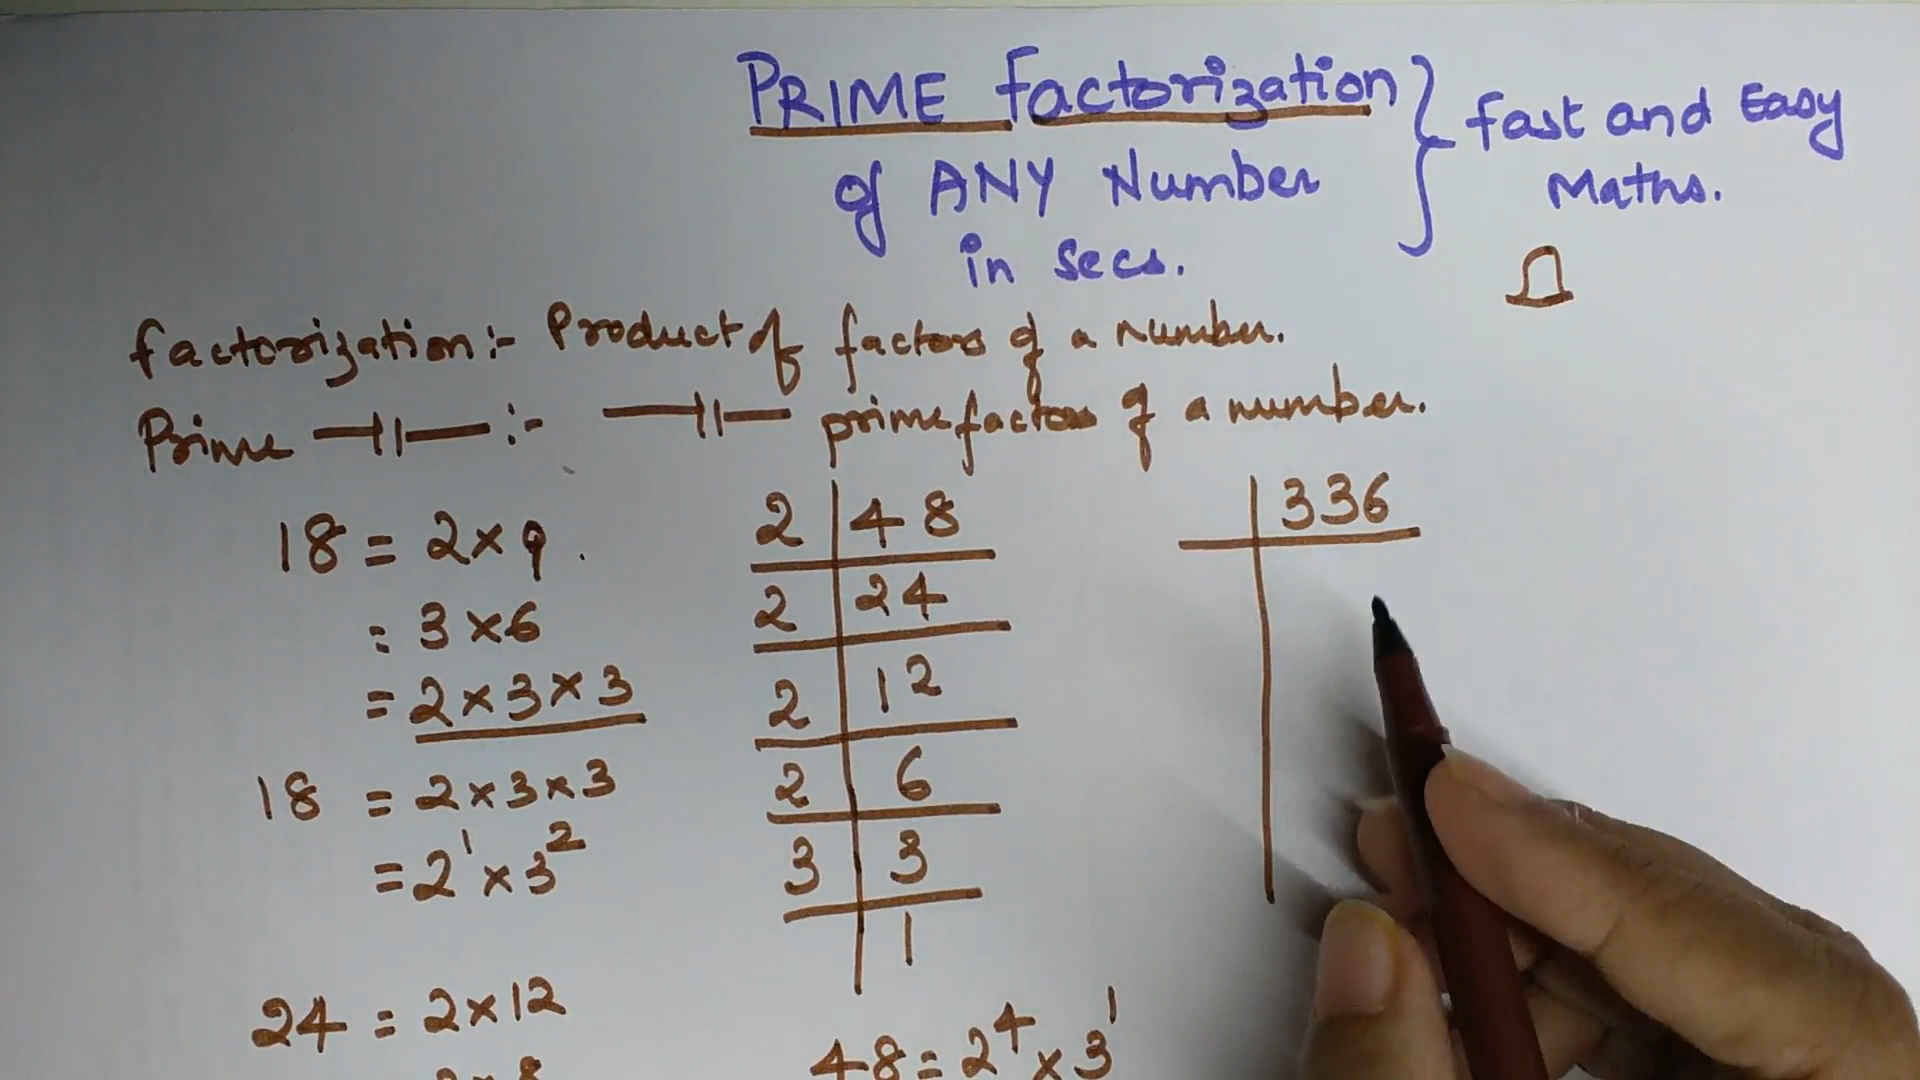 PRIME factorization
of ANY Number
in secs.
fast and Easy
Maths.
factorization:- Product of factors of a number.
Prime —||— :- —||— prime factors of a number.
18 = 2×9.
= 3×6
= 2×3×3
18 = 2×3×3
= 2¹×3²
24 = 2×12
2 48
2 24
2 12
2 6
3 3
1
48 = 2⁴×3¹
336